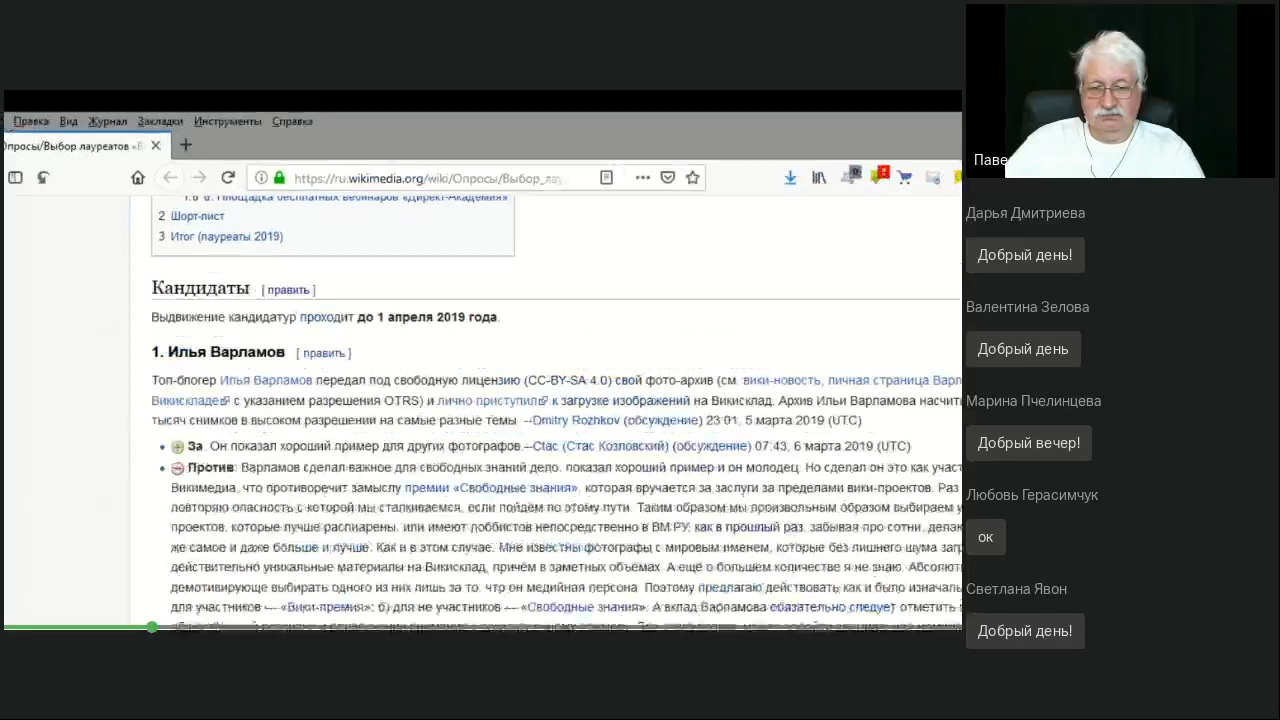 Правка Вид Журнал Закладки Инструменты Справка
Опросы/Выбор лауреатов «
https://ru.wikimedia.org/wiki/Опросы/Выбор_лау
1.6 6. Площадка бесплатных вебинаров «Директ-Академия»
2 Шорт-лист
3 Итог (лауреаты 2019)
Кандидаты [ править ]
Выдвижение кандидатур проходит до 1 апреля 2019 года.
1. Илья Варламов [ править ]
Топ-блогер Илья Варламов передал под свободную лицензию (CC-BY-SA 4.0) свой фото-архив (см. вики-новость, личная страница Варл
Викискладе с указанием разрешения OTRS) и лично приступил к загрузке изображений на Викисклад. Архив Ильи Варламова насчит
тысяч снимков в высоком разрешении на самые разные темы. --Dmitry Rozhkov (обсуждение) 23:01, 5 марта 2019 (UTC)
За. Он показал хороший пример для других фотографов.--Ctac (Стас Козловский) (обсуждение) 07:43, 6 марта 2019 (UTC)
Против: Варламов сделал важное для свободных знаний дело, показал хороший пример и он молодец. Но сделал он это как участ
Викимедиа, что противоречит замыслу премии «Свободные знания», которая вручается за заслуги за пределами вики-проектов. Раз
повторяю опасность с которой мы сталкиваемся, если пойдём по этому пути. Таким образом мы произвольным образом выбираем у
проектов, которые лучше распиарены, или имеют лоббистов непосредственно в ВМ.РУ, как в прошлый раз, забывая про сотни, делаю
же самое и даже больше и лучше. Как и в этом случае. Мне известны фотографы с мировым именем, которые без лишнего шума загр
действительно уникальные материалы на Викисклад, причём в заметных объёмах. А ещё о большем количестве я не знаю. Абсолютн
демотивирующе выбирать одного из них лишь за то, что он медийная персона. Поэтому предлагаю действовать, как и было изначаль
для участников — «Вики-премия»; б) для не участников — «Свободные знания». А вклад Варламова обязательно следует отметить
Паве
Дарья Дмитриева
Добрый день!
Валентина Зелова
Добрый день
Марина Пчелинцева
Добрый вечер!
Любовь Герасимчук
ок
Светлана Явон
Добрый день!